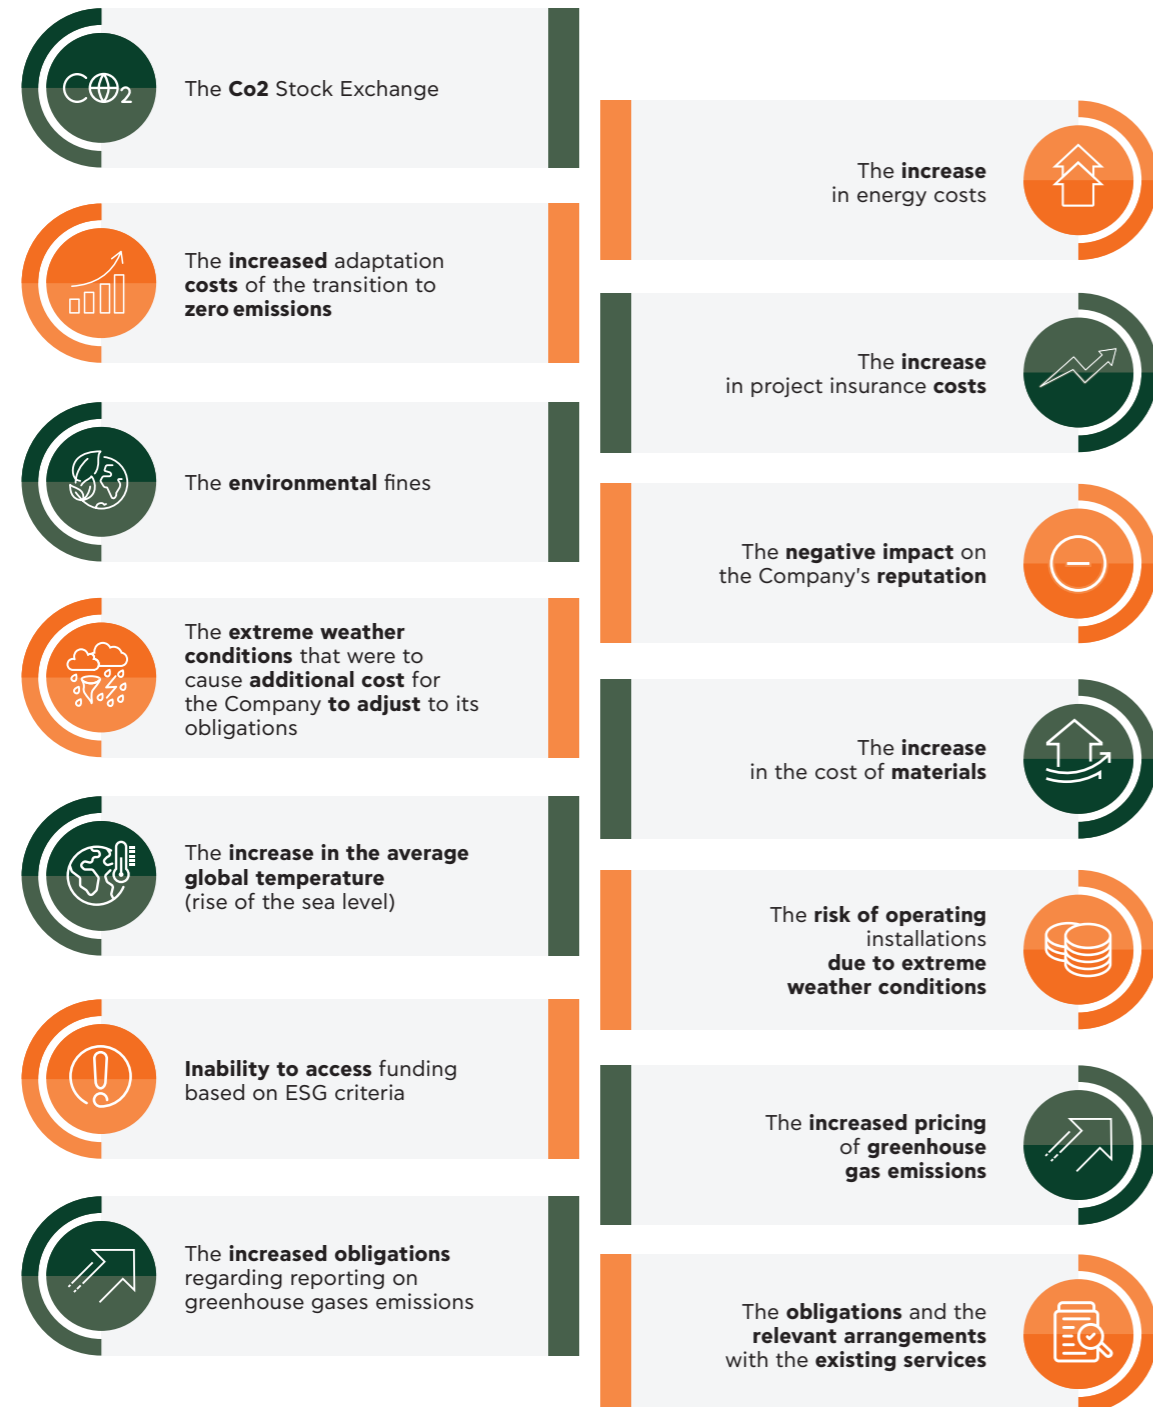 CO2
The Co2 Stock Exchange
The increased adaptation
costs of the transition to
zero emissions
The environmental fines
The extreme weather
conditions that were to
cause additional cost for
the Company to adjust to its
obligations
The increase in the average
global temperature
(rise of the sea level)
Inability to access funding
based on ESG criteria
The increased obligations
regarding reporting on
greenhouse gases emissions
The increase
in energy costs
The increase
in project insurance costs
The negative impact on
the Company's reputation
The increase
in the cost of materials
The risk of operating
installations
due to extreme
weather conditions
The increased pricing
of greenhouse
gas emissions
The obligations and the
relevant arrangements
with the existing services